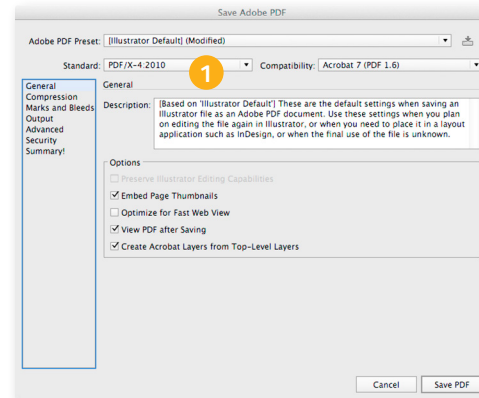 Save Adobe PDF
Adobe PDF Preset: [Illustrator Default] (Modified)
Standard: PDF/X-4:2010 Compatibility: Acrobat 7 (PDF 1.6)
1
General
Compression
Marks and Bleeds
Output
Advanced
Security
Summary!
General
Description: [Based on 'Illustrator Default'] These are the default settings when saving an
Illustrator file as an Adobe PDF document. Use these settings when you plan
on editing the file again in Illustrator, or when you need to place it in a layout
application such as InDesign, or when the final use of the file is unknown.
Options
Preserve Illustrator Editing Capabilities
Embed Page Thumbnails
Optimize for Fast Web View
View PDF after Saving
Create Acrobat Layers from Top-Level Layers
Cancel Save PDF